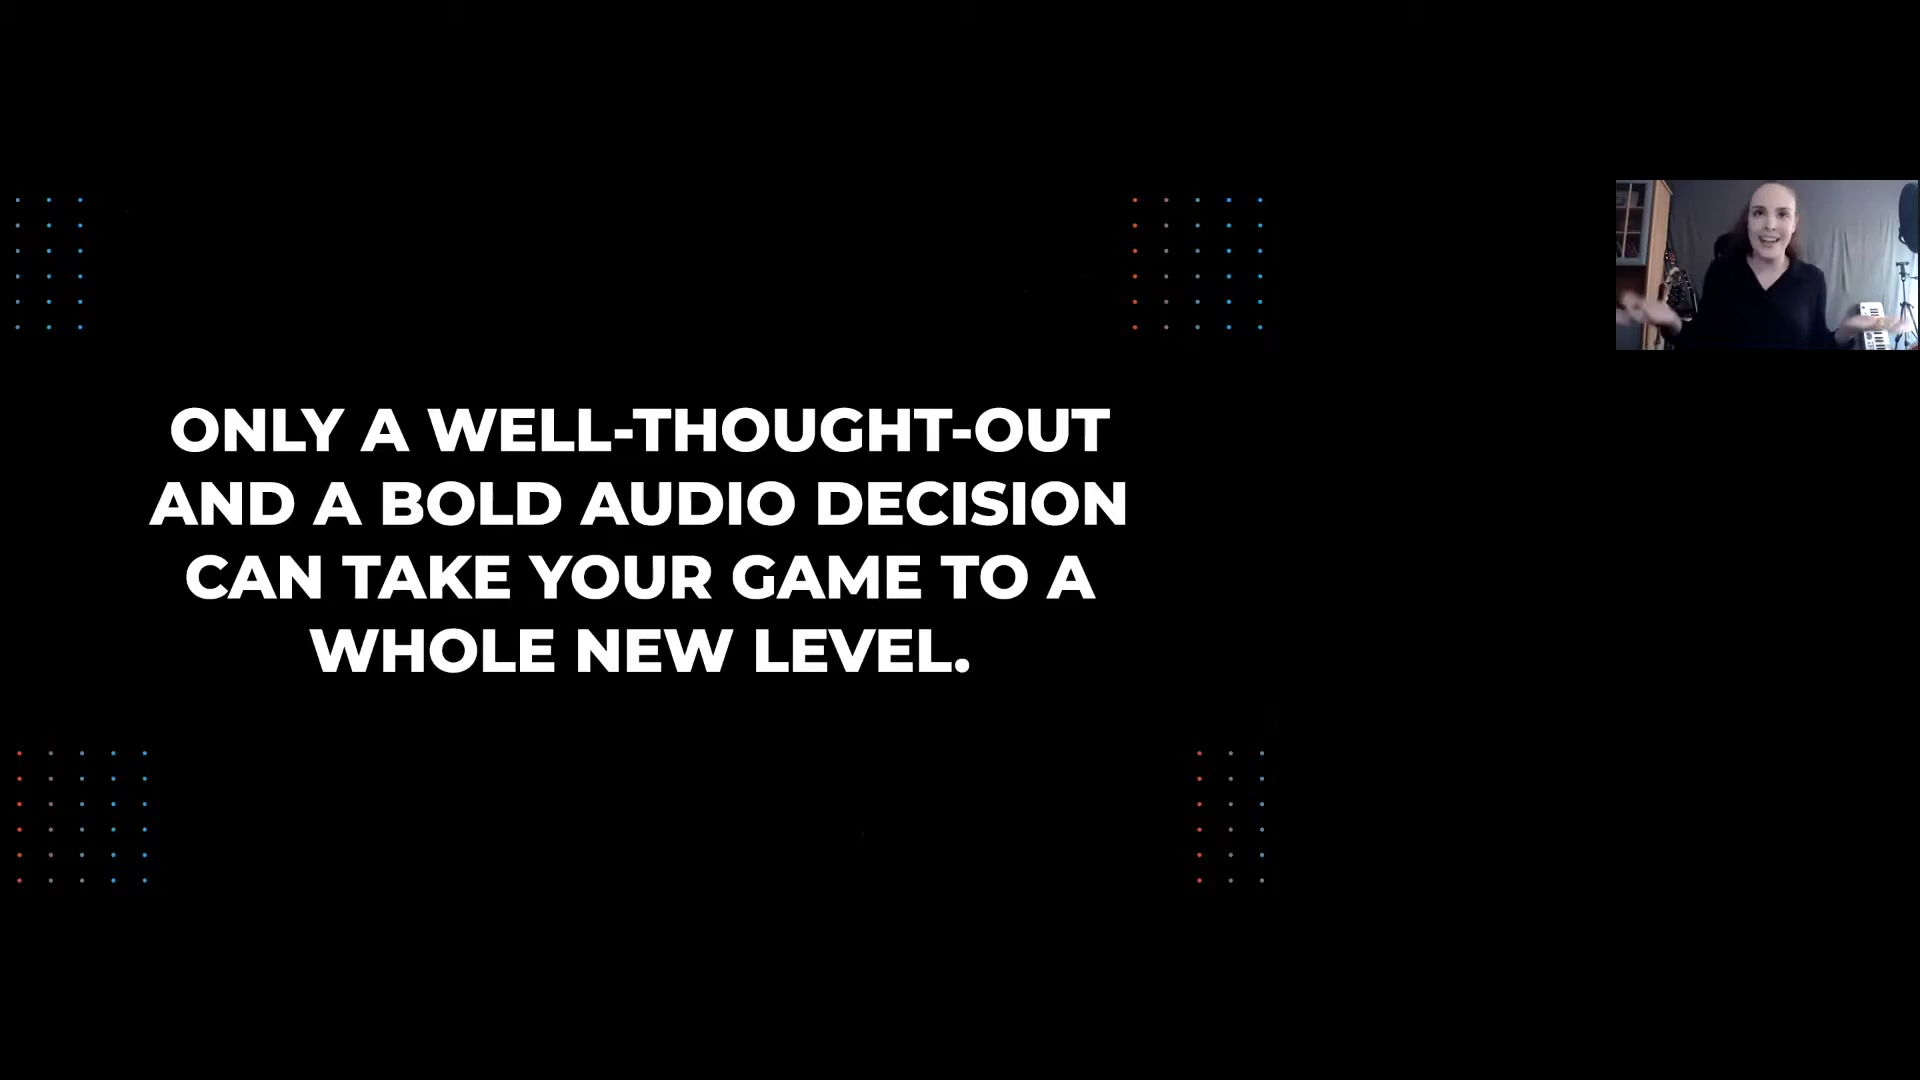 ONLY A WELL-THOUGHT-OUT
AND A BOLD AUDIO DECISION
CAN TAKE YOUR GAME TO A
WHOLE NEW LEVEL.